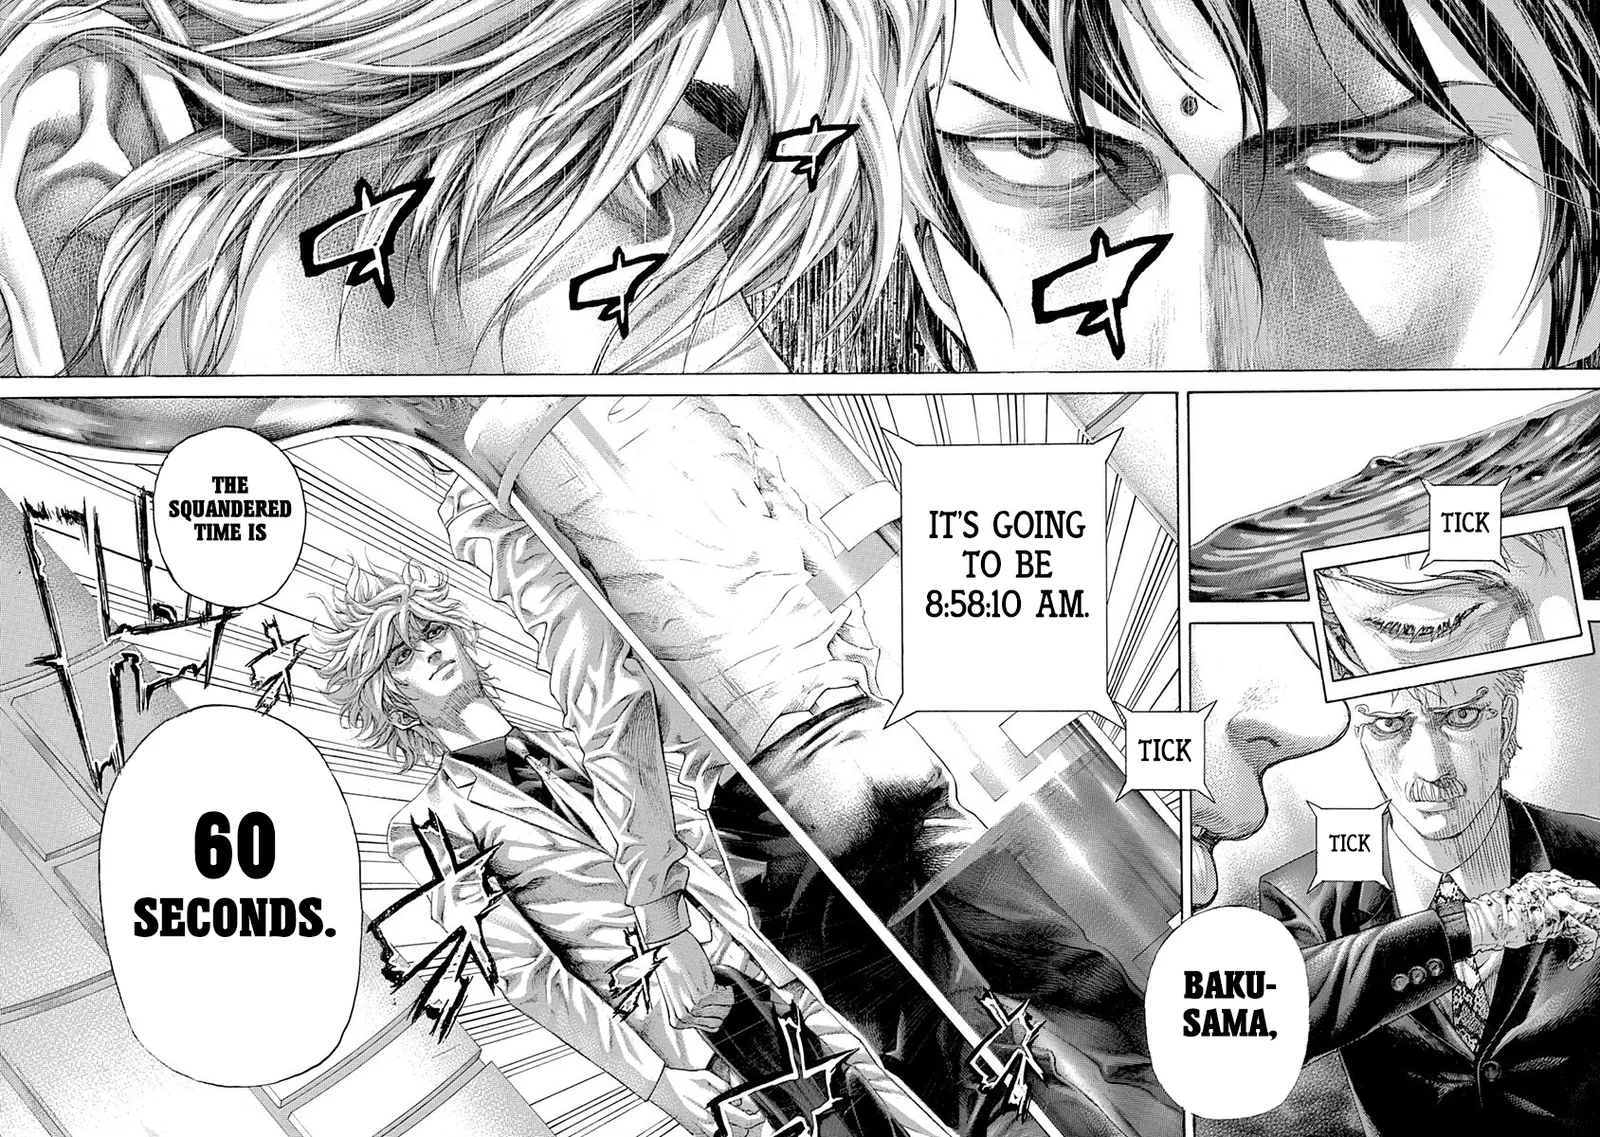 TICK
TICK
TICK
IT'S GOING
TO BE
8:58:10 AM.
BAKU-
SAMA,
THE
SQUANDERED
TIME IS
60
SECONDS.